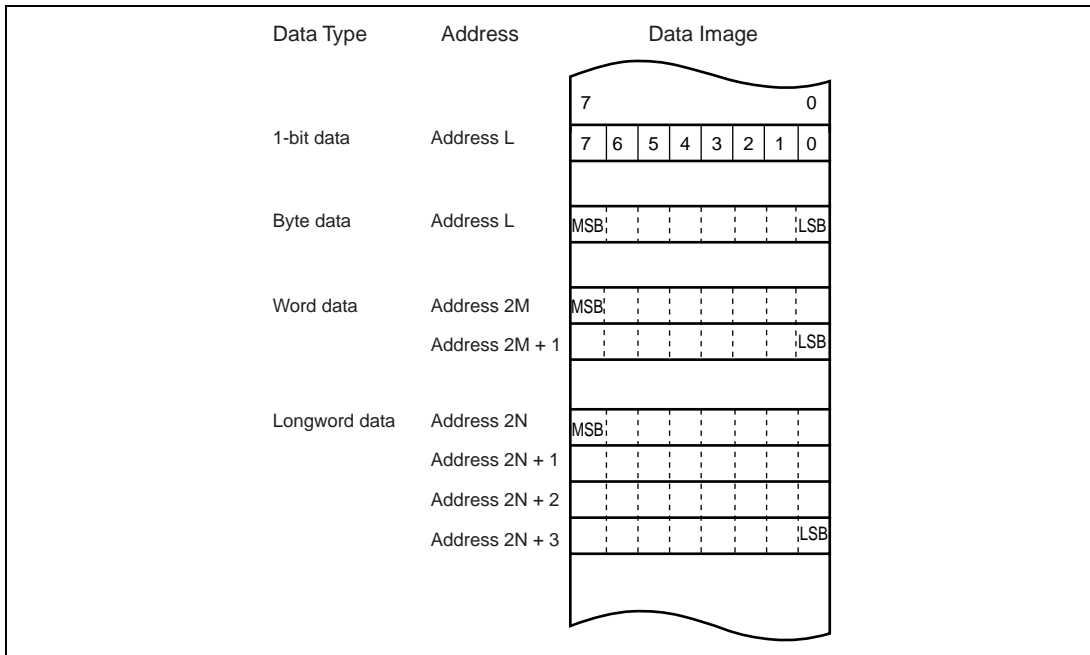 Data Type Address Data Image
7 0
1-bit data Address L 7 6 5 4 3 2 1 0
Byte data Address L MSB LSB
Word data Address 2M MSB
Address 2M + 1 LSB
Longword data Address 2N MSB
Address 2N + 1
Address 2N + 2
Address 2N + 3 LSB